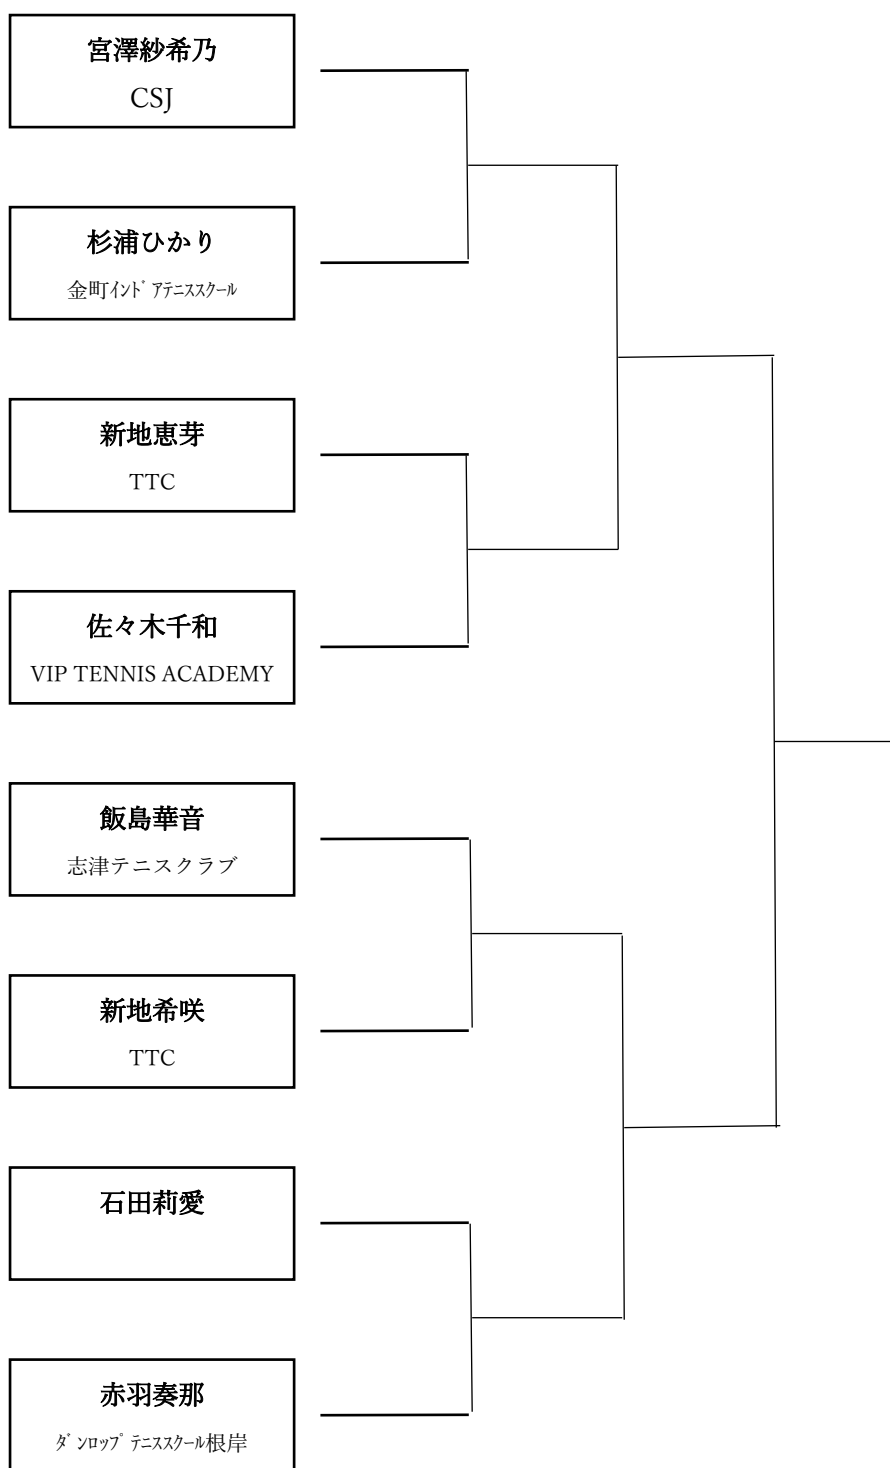 宮澤紗希乃
CSJ
杉浦ひかり
金町ｲﾝﾄﾞｱﾃﾆｽｽｸｰﾙ
新地恵芽
TTC
佐々木千和
VIP TENNIS ACADEMY
飯島華音
志津テニスクラブ
新地希咲
TTC
石田莉愛
赤羽奏那
ﾀﾞﾝﾛｯﾌﾟﾃﾆｽｽｸｰﾙ根岸